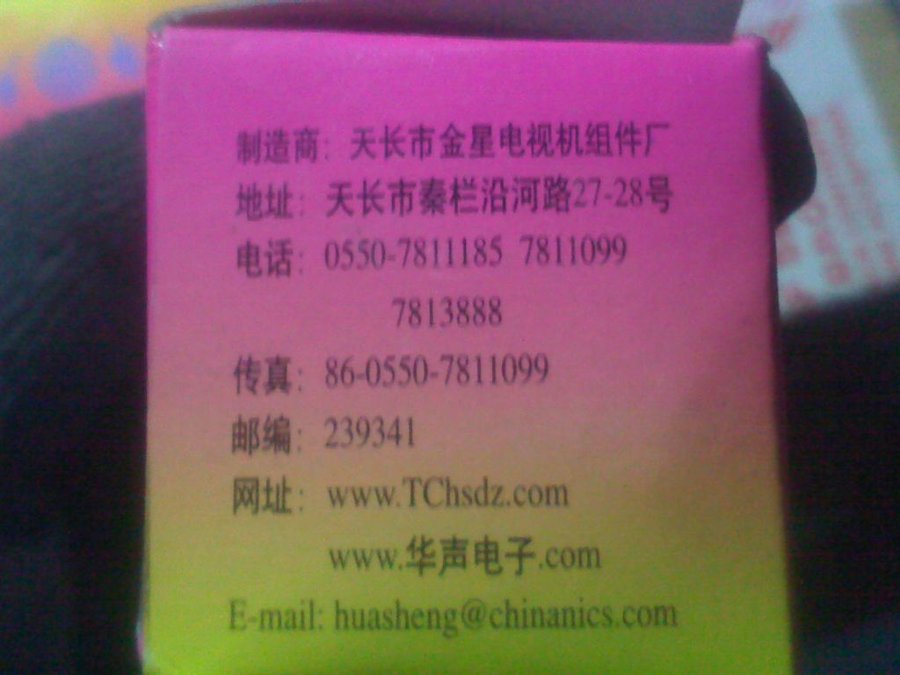 制造商：天长市金星电视机组件厂
地址：天长市秦栏沿河路27-28号
电话：0550-7811185 7811099
7813888
传真：86-0550-7811099
邮编：239341
网址：www.TChsdz.com
www.华声电子.com
E-mail: huasheng@chinanics.com